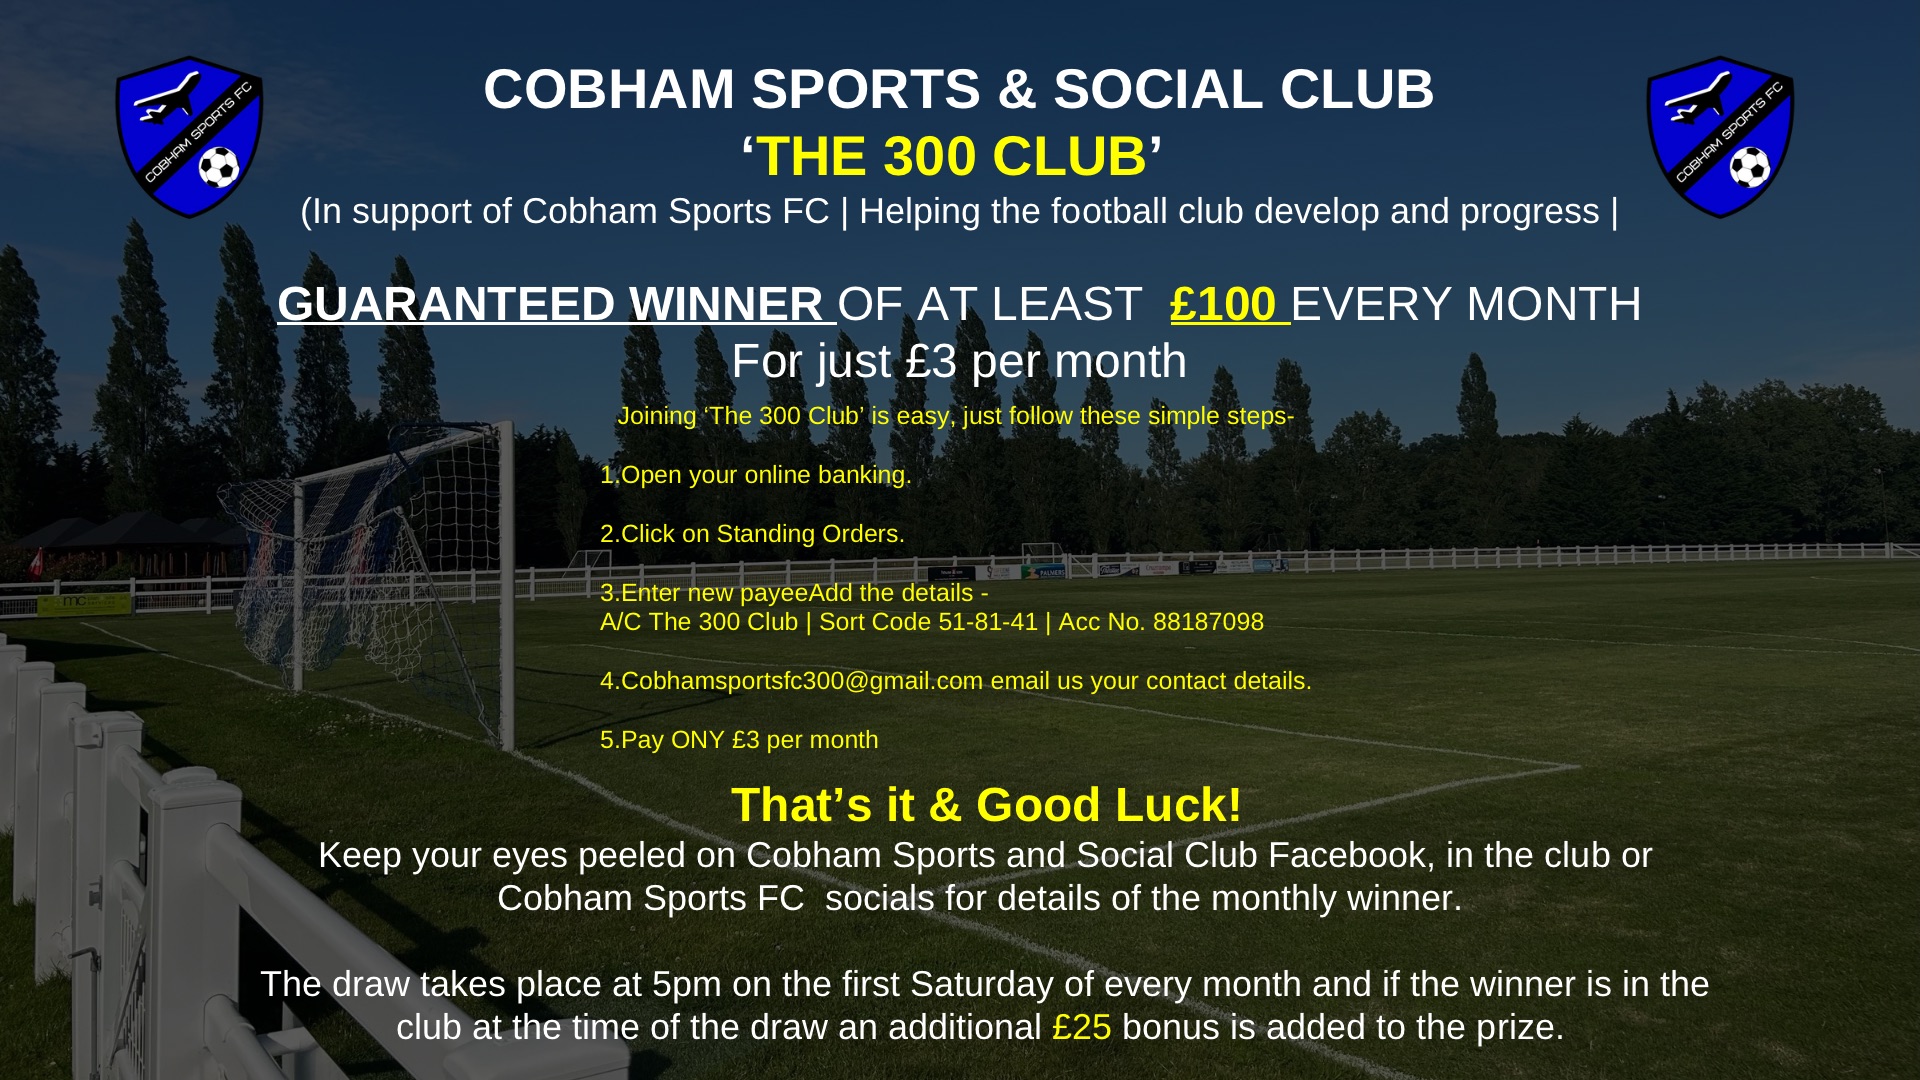 COBHAM SPORTS FC
COBHAM SPORTS FC
COBHAM SPORTS & SOCIAL CLUB
‘THE 300 CLUB’
(In support of Cobham Sports FC | Helping the football club develop and progress |
GUARANTEED WINNER OF AT LEAST £100 EVERY MONTH
For just £3 per month
Joining ‘The 300 Club’ is easy, just follow these simple steps-
1.Open your online banking.
2.Click on Standing Orders.
3.Enter new payeeAdd the details -
A/C The 300 Club | Sort Code 51-81-41 | Acc No. 88187098
4.Cobhamsportsfc300@gmail.com email us your contact details.
5.Pay ONY £3 per month
PALMERS
mc
That’s it & Good Luck!
Keep your eyes peeled on Cobham Sports and Social Club Facebook, in the club or
Cobham Sports FC socials for details of the monthly winner.
The draw takes place at 5pm on the first Saturday of every month and if the winner is in the
club at the time of the draw an additional £25 bonus is added to the prize.